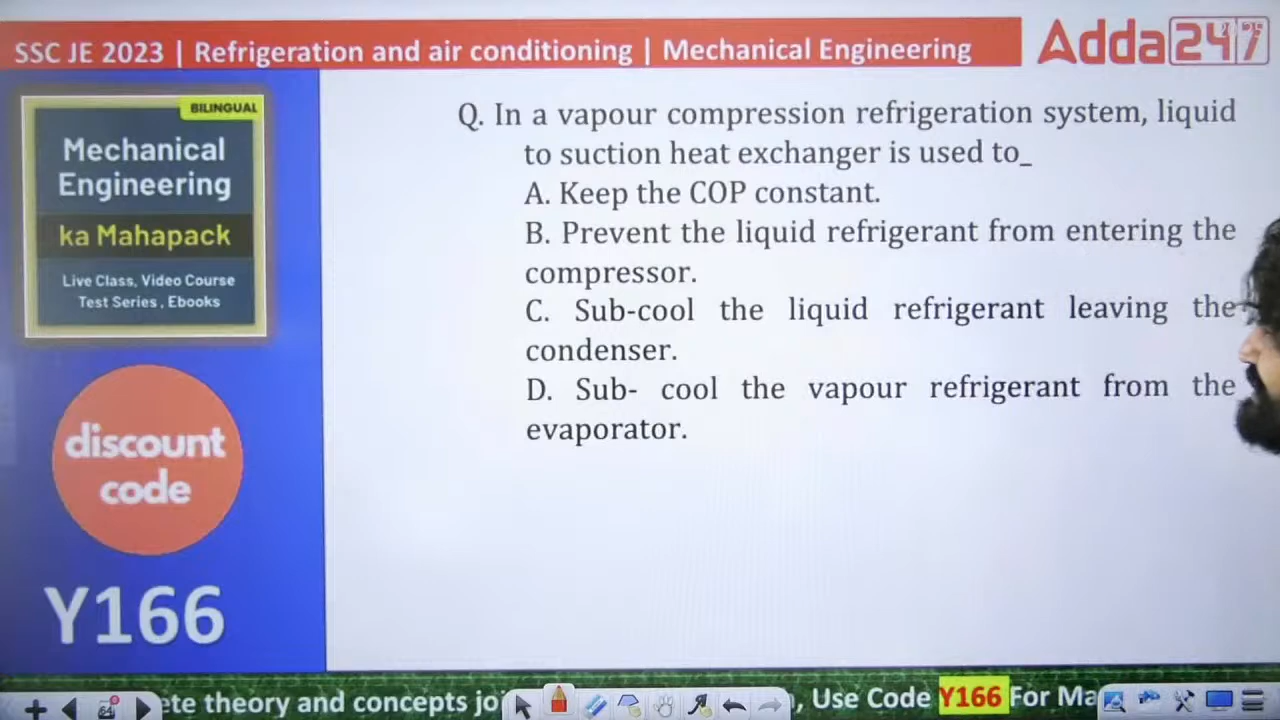 SSC JE 2023 | Refrigeration and air conditioning | Mechanical Engineering
Adda247
BILINGUAL
Mechanical
Engineering
ka Mahapack
Live Class, Video Course
Test Series , Ebooks
discount
code
Y166
Q. In a vapour compression refrigeration system, liquid
to suction heat exchanger is used to_
A. Keep the COP constant.
B. Prevent the liquid refrigerant from entering the
compressor.
C. Sub-cool the liquid refrigerant leaving the
condenser.
D. Sub- cool the vapour refrigerant from the
evaporator.
ete theory and concepts joi
, Use Code Y166 For Ma